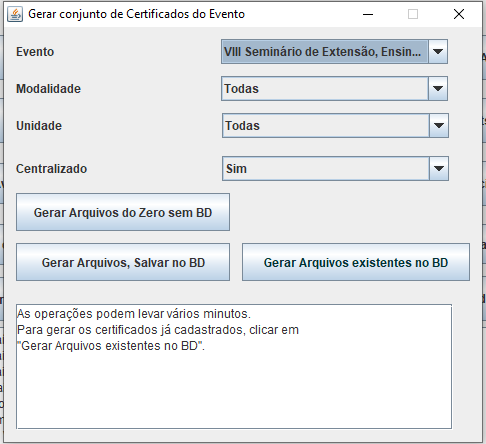 Gerar conjunto de Certificados do Evento
Evento VIII Seminário de Extensão, Ensin...
Modalidade Todas
Unidade Todas
Centralizado Sim
Gerar Arquivos do Zero sem BD
Gerar Arquivos, Salvar no BD Gerar Arquivos existentes no BD
As operações podem levar vários minutos.
Para gerar os certificados já cadastrados, clicar em
"Gerar Arquivos existentes no BD".